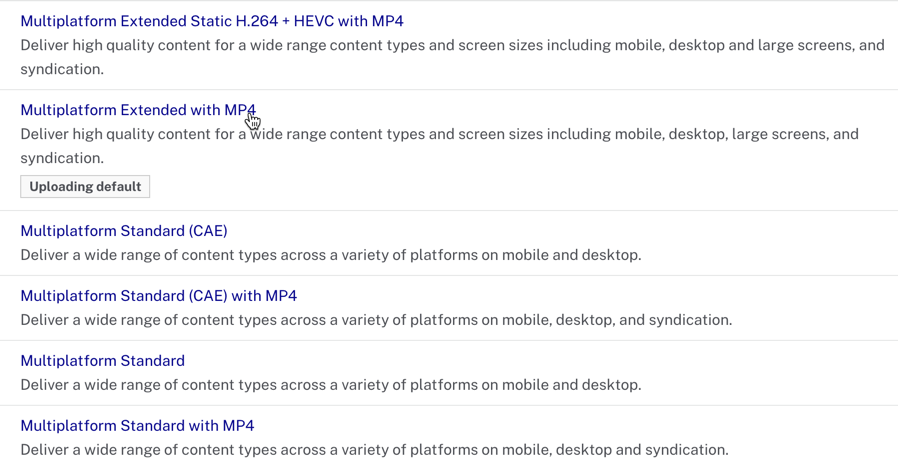 Multiplatform Extended Static H.264 + HEVC with MP4
Deliver high quality content for a wide range content types and screen sizes including mobile, desktop and large screens, and
syndication.
Multiplatform Extended with MP4
Deliver high quality content for a wide range content types and screen sizes including mobile, desktop, large screens, and
syndication.
Uploading default
Multiplatform Standard (CAE)
Deliver a wide range of content types across a variety of platforms on mobile and desktop.
Multiplatform Standard (CAE) with MP4
Deliver a wide range of content types across a variety of platforms on mobile, desktop, and syndication.
Multiplatform Standard
Deliver a wide range of content types across a variety of platforms on mobile and desktop.
Multiplatform Standard with MP4
Deliver a wide range of content types across a variety of platforms on mobile, desktop and syndication.